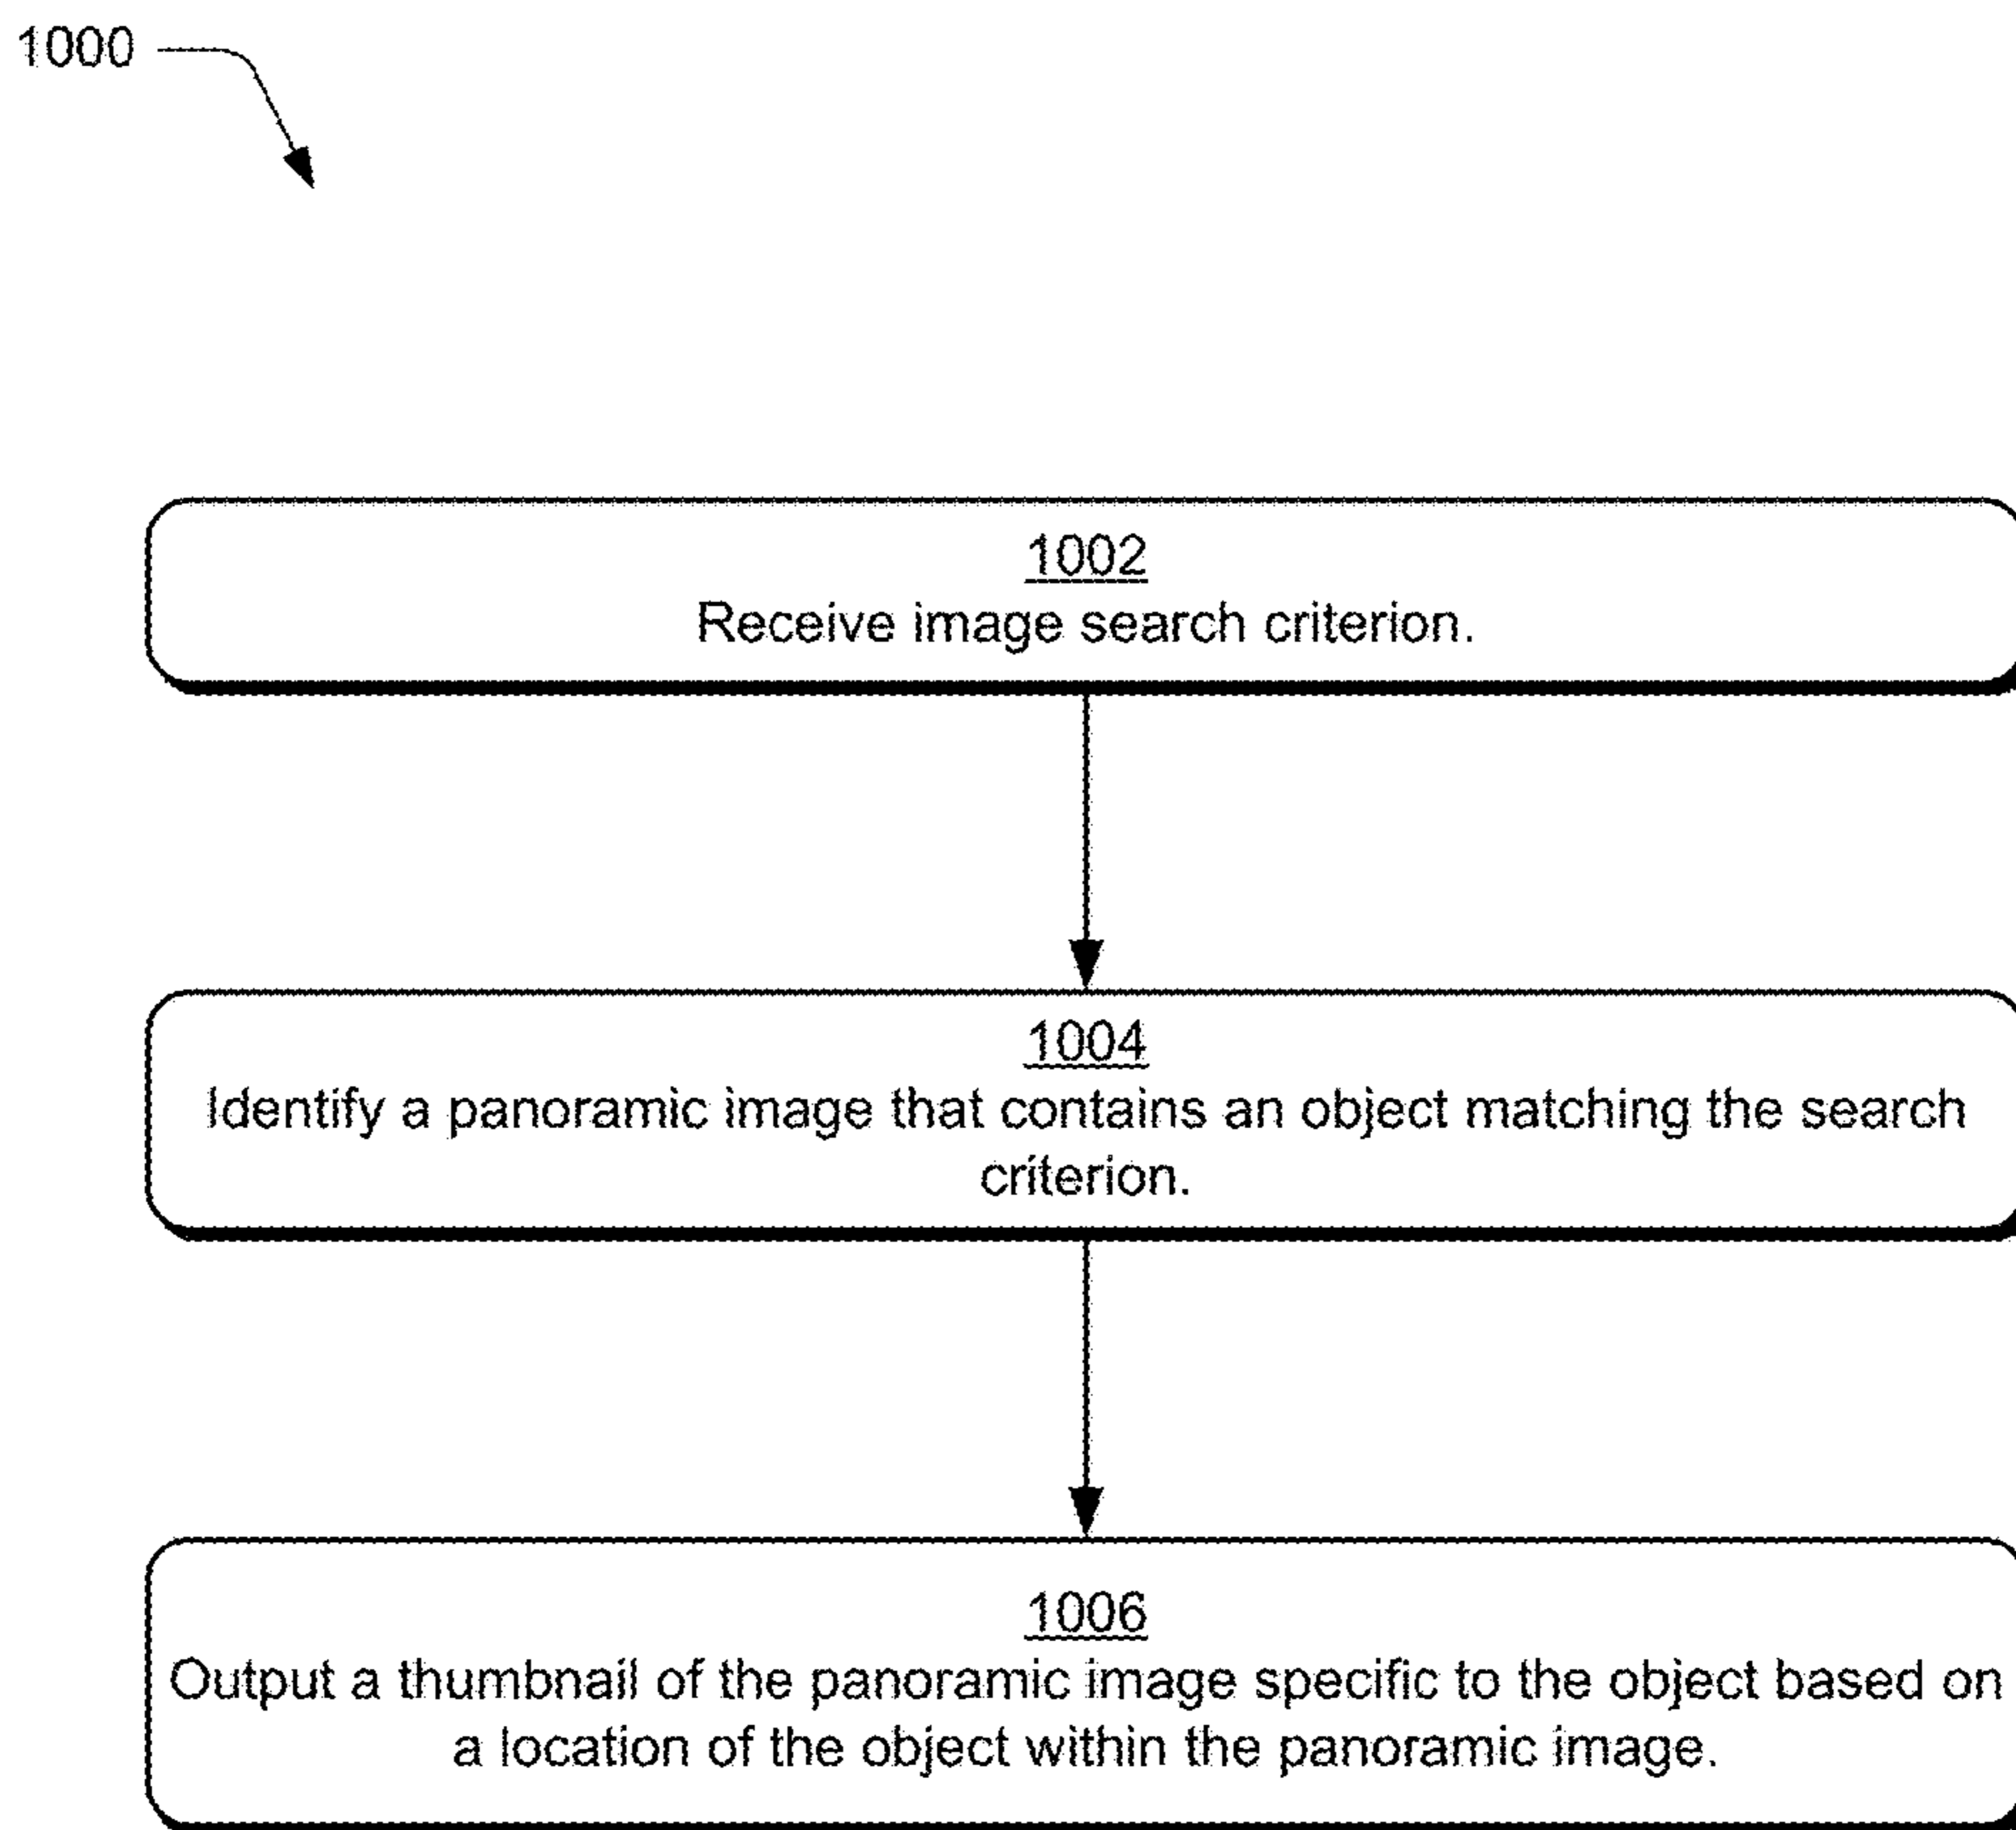 1000
1002
Receive image search criterion.
1004
Identify a panoramic image that contains an object matching the search
criterion.
1006
Output a thumbnail of the panoramic image specific to the object based on
a location of the object within the panoramic image.